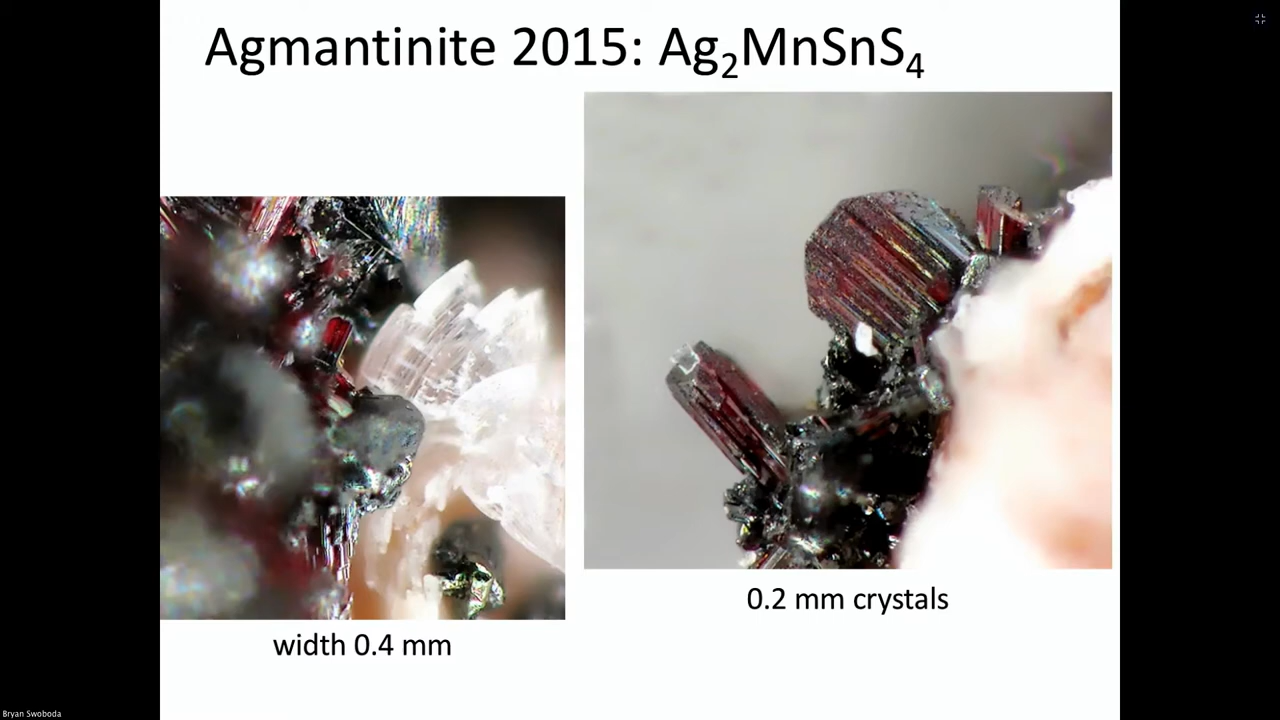 Agmantinite 2015: Ag₂MnSnS₄
0.2 mm crystals
width 0.4 mm
Bryan Swoboda